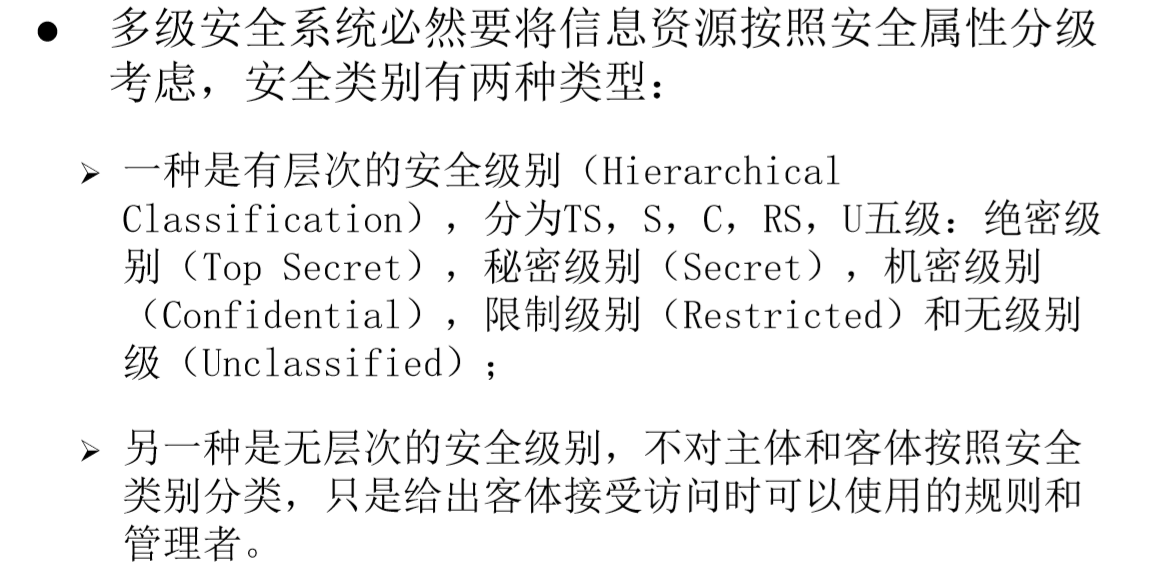 ● 多级安全系统必然要将信息资源按照安全属性分级
考虑，安全类别有两种类型：
➢ 一种是有层次的安全级别（Hierarchical
Classification），分为TS，S，C，RS，U五级：绝密级
别（Top Secret），秘密级别（Secret），机密级别
（Confidential），限制级别（Restricted）和无级别
级（Unclassified）；
➢ 另一种是无层次的安全级别，不对主体和客体按照安全
类别分类，只是给出客体接受访问时可以使用的规则和
管理者。